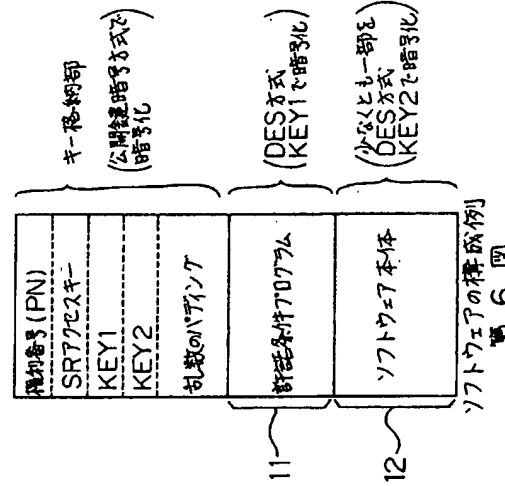 権利番号(PN)
SRアクセスキー
KEY1
KEY2
乱数のパディング
許諾条件プログラム
ソフトウェア本体
キー格納部
(公開鍵暗号方式で
暗号化)
(DES方式
KEY1で暗号化)
(少なくとも一部を
DES方式
KEY2で暗号化)
11
12
ソフトウェアの構成例
第6図